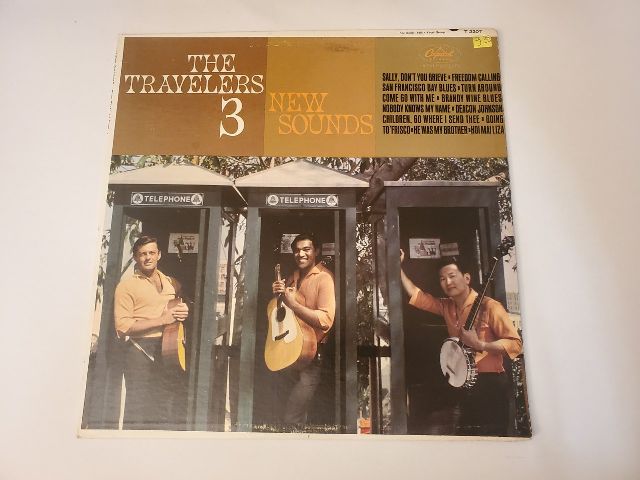 T 2207
THE
TRAVELERS
3
NEW
SOUNDS
Capitol
SALLY, DON'T YOU GRIEVE • FREEDOM CALLING
SAN FRANCISCO BAY BLUES • TURN AROUND
COME GO WITH ME • BRANDY WINE BLUES
NOBODY KNOWS MY NAME • DEACON JOHNSON
CHILDREN, GO WHERE I SEND THEE • GOING
TO 'FRISCO • HE WAS MY BROTHER • HOI MAI LIZA
TELEPHONE
TELEPHONE